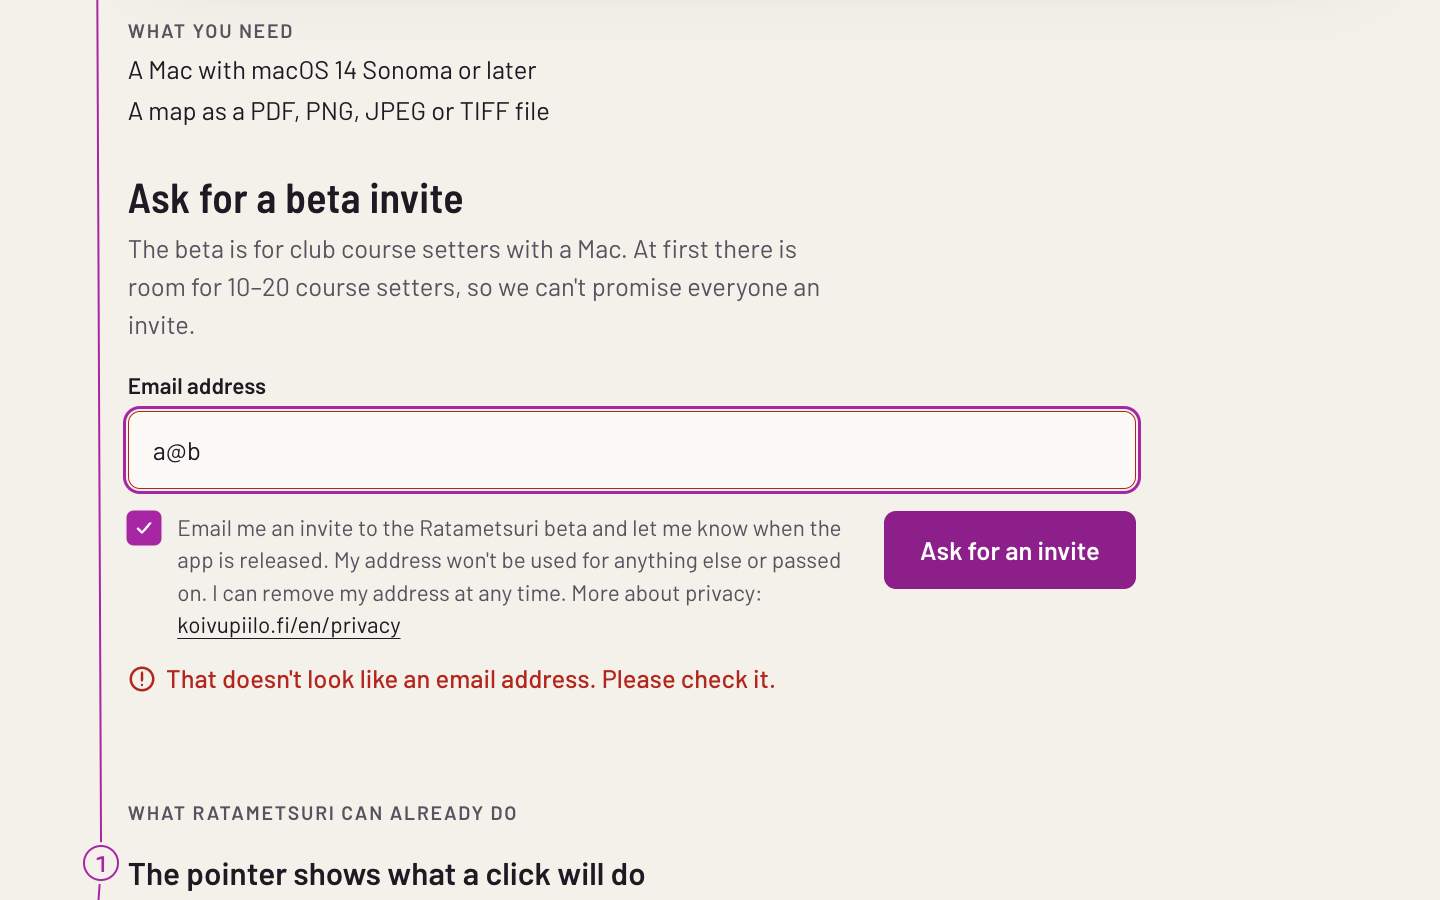 WHAT YOU NEED
A Mac with macOS 14 Sonoma or later
A map as a PDF, PNG, JPEG or TIFF file
Ask for a beta invite
The beta is for club course setters with a Mac. At first there is
room for 10–20 course setters, so we can't promise everyone an
invite.
Email address
a@b
Email me an invite to the Ratametsuri beta and let me know when the
app is released. My address won't be used for anything else or passed
on. I can remove my address at any time. More about privacy:
koivupiilo.fi/en/privacy
Ask for an invite
That doesn't look like an email address. Please check it.
WHAT RATAMETSURI CAN ALREADY DO
1 The pointer shows what a click will do